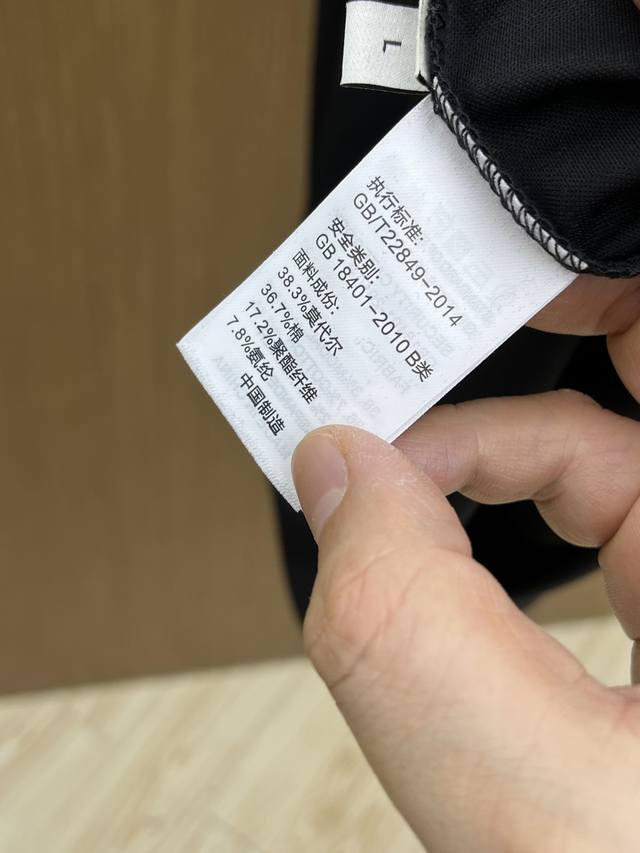 L
执行标准:
GB/T22849-2014
安全类别:
GB 18401-2010 B类
面料成份:
38.3%莫代尔
36.7%棉
17.2%聚酯纤维
7.8%氨纶
中国制造